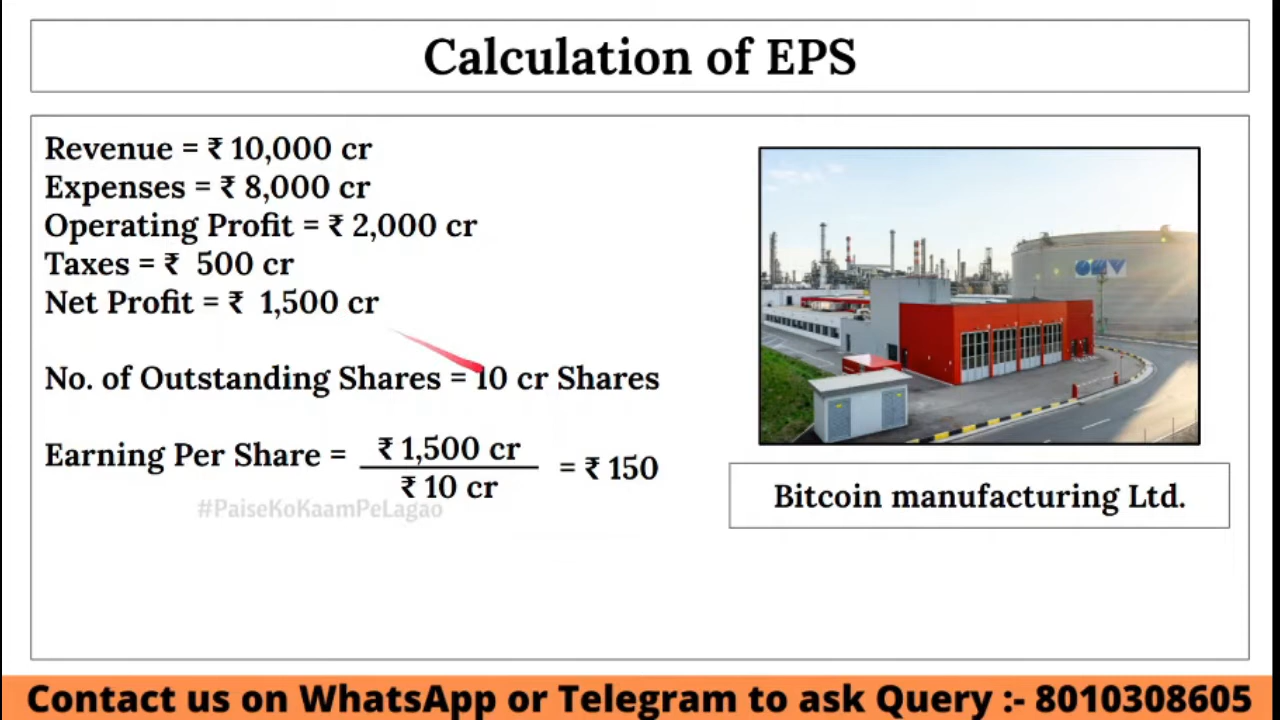 Calculation of EPS
Revenue = ₹ 10,000 cr
Expenses = ₹ 8,000 cr
Operating Profit = ₹ 2,000 cr
Taxes = ₹ 500 cr
Net Profit = ₹ 1,500 cr
No. of Outstanding Shares = 10 cr Shares
Earning Per Share = ₹ 1,500 cr
₹ 10 cr
= ₹ 150
#PaiseKoKaamPeLagao
OMV
Bitcoin manufacturing Ltd.
Contact us on WhatsApp or Telegram to ask Query :- 8010308605